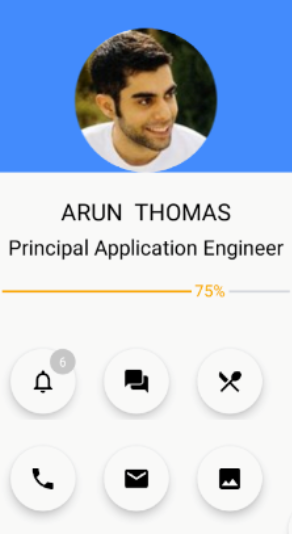 ARUN THOMAS
Principal Application Engineer
75%
6